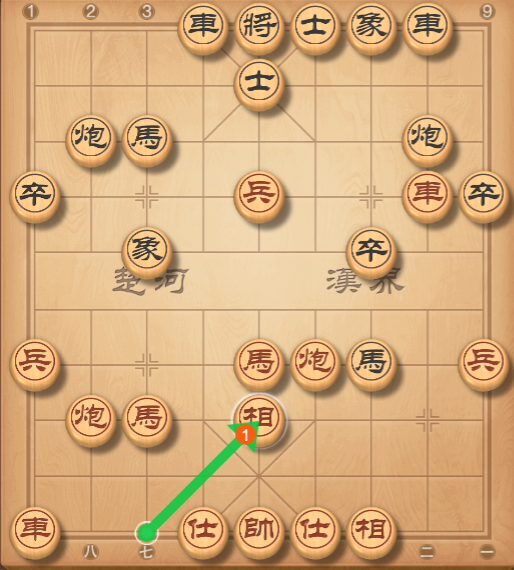 1 2 3 9
車 將 士 象 車
士
炮 馬 炮
卒 兵 車 卒
象 卒
楚河 漢界
兵 馬 炮 馬 兵
炮 馬 相
1
車 仕 帥 仕 相
八 七 二 一